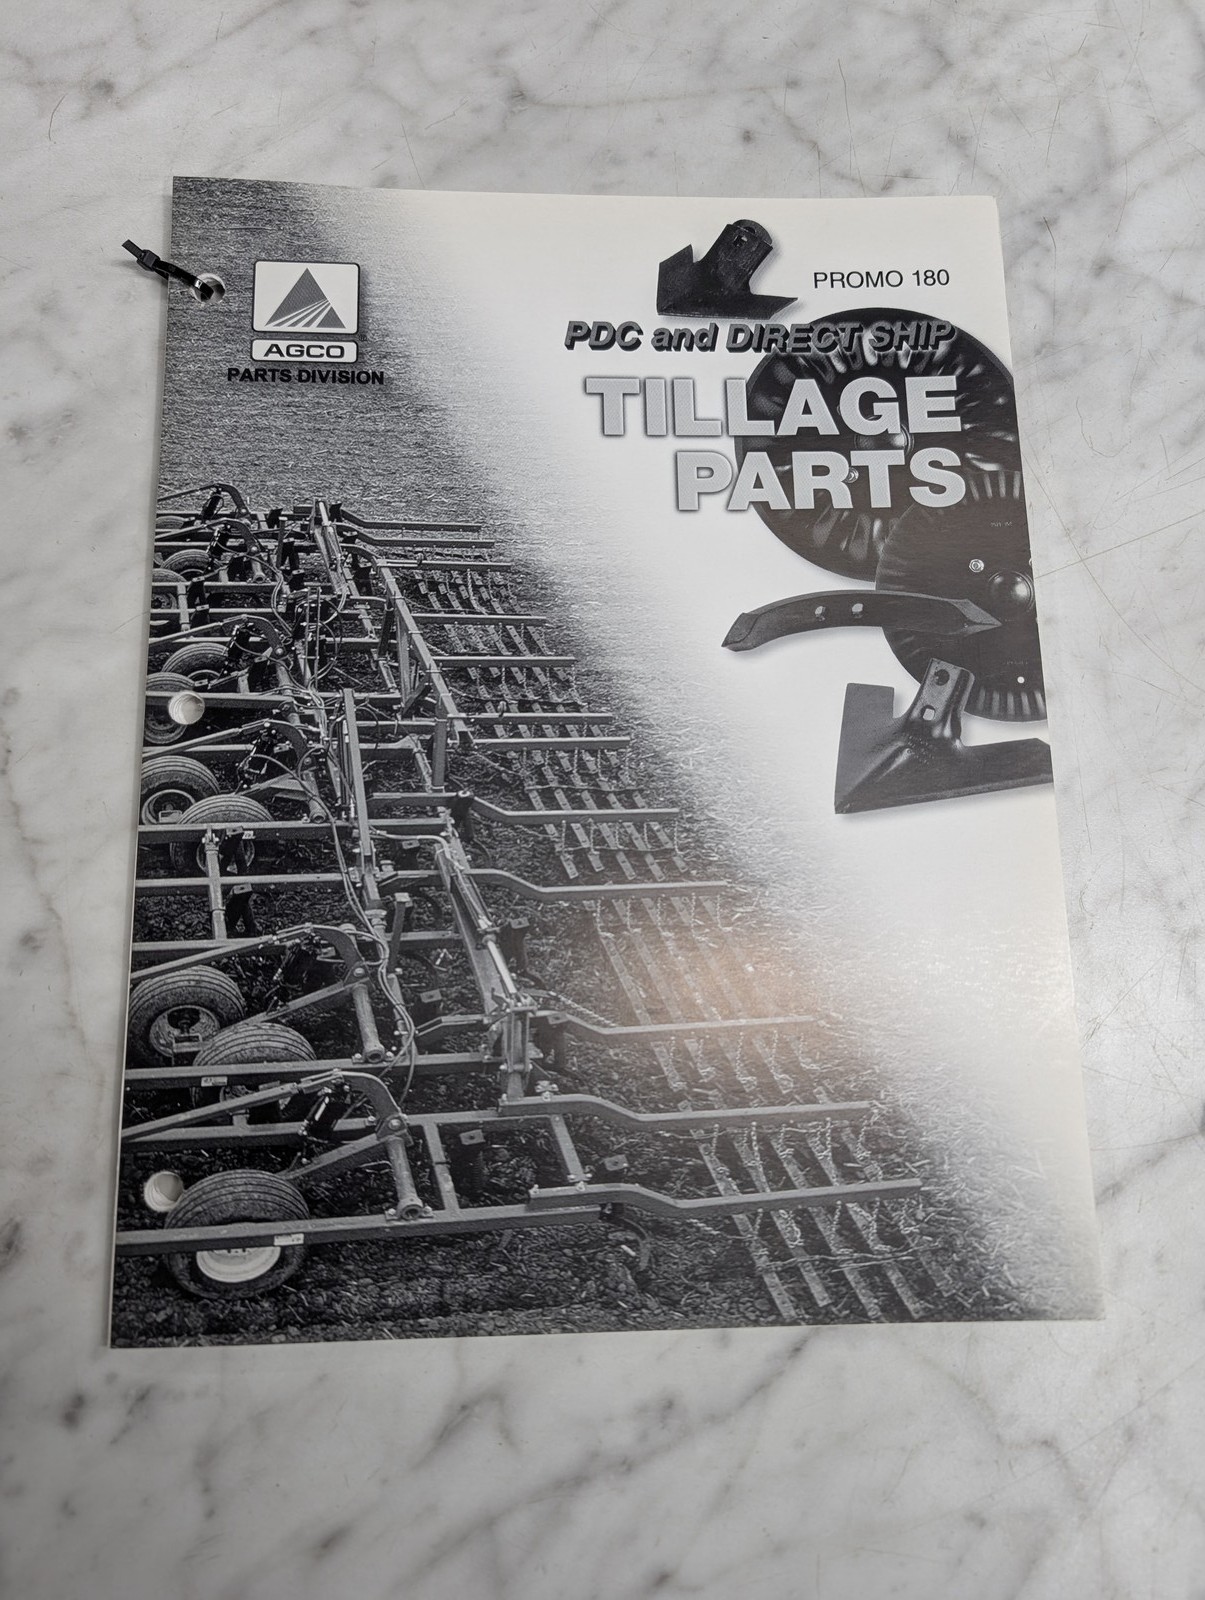 AGCO
PARTS DIVISION
PROMO 180
PDC and DIRECT SHIP
TILLAGE
PARTS